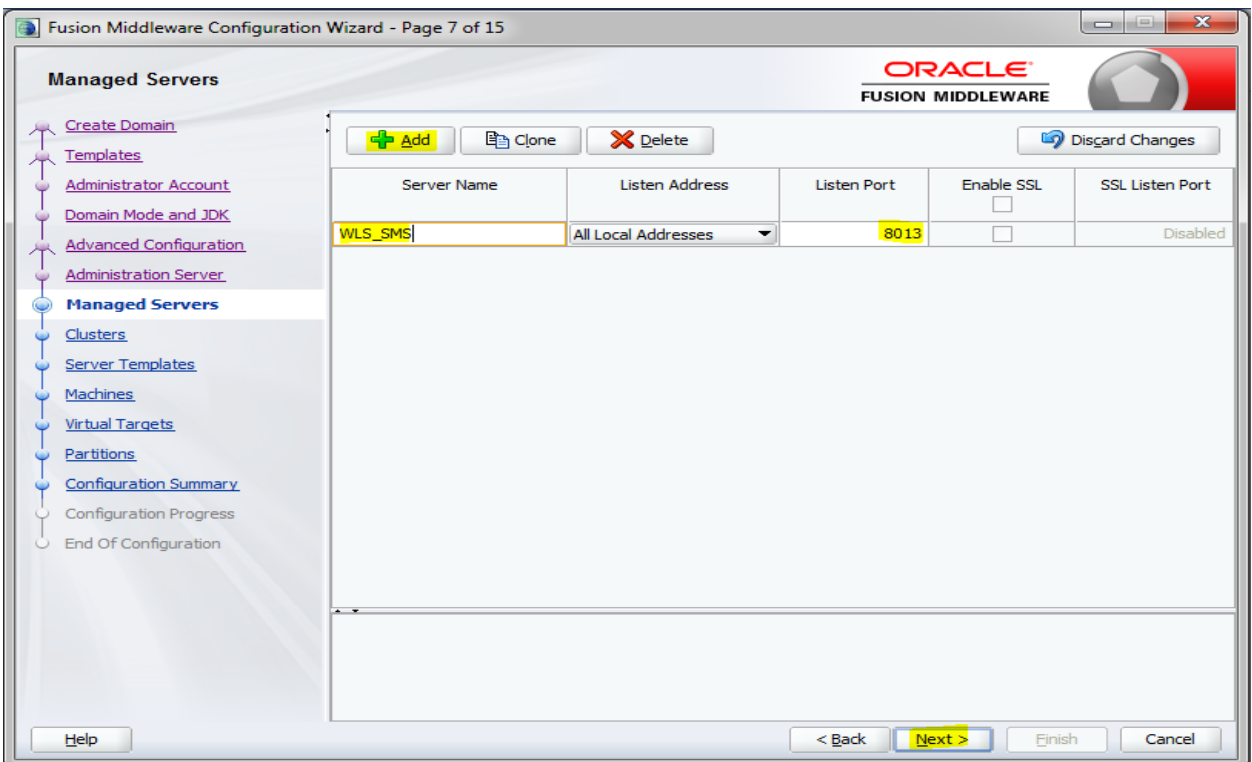 Fusion Middleware Configuration Wizard - Page 7 of 15
Managed Servers
ORACLE
FUSION MIDDLEWARE
Create Domain
Templates
Administrator Account
Domain Mode and JDK
Advanced Configuration
Administration Server
Managed Servers
Clusters
Server Templates
Machines
Virtual Targets
Partitions
Configuration Summary
Configuration Progress
End Of Configuration
Add Clone Delete Discard Changes
Server Name Listen Address Listen Port Enable SSL SSL Listen Port
WLS_SMS All Local Addresses 8013 Disabled
Help < Back Next > Finish Cancel